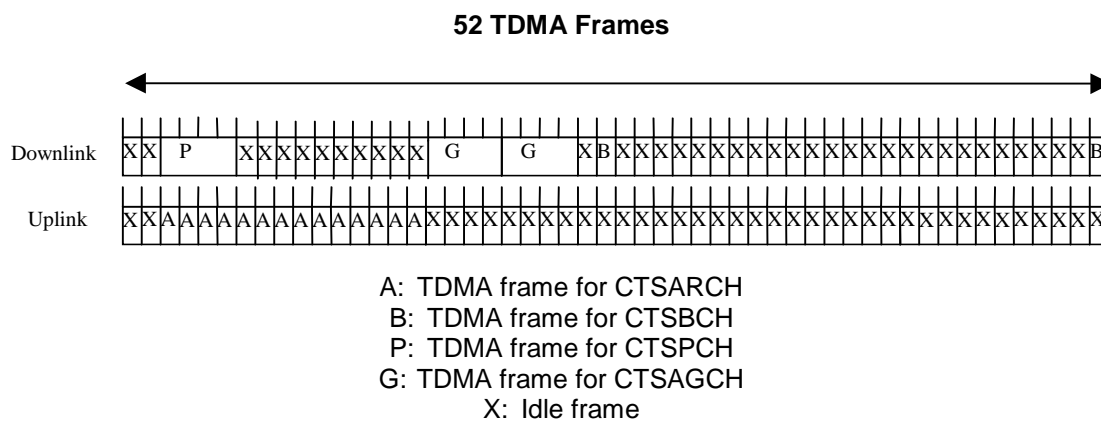 52 TDMA Frames
Downlink X X P X X X X X X X X X X G G X B X X X X X X X X X X X X X X X X X X X X X X X X X B
Uplink X X A A A A A A A A A A A A A A X X X X X X X X X X X X X X X X X X X X X X X X X X X X X X X X X X X X
A: TDMA frame for CTSARCH
B: TDMA frame for CTSBCH
P: TDMA frame for CTSPCH
G: TDMA frame for CTSAGCH
X: Idle frame